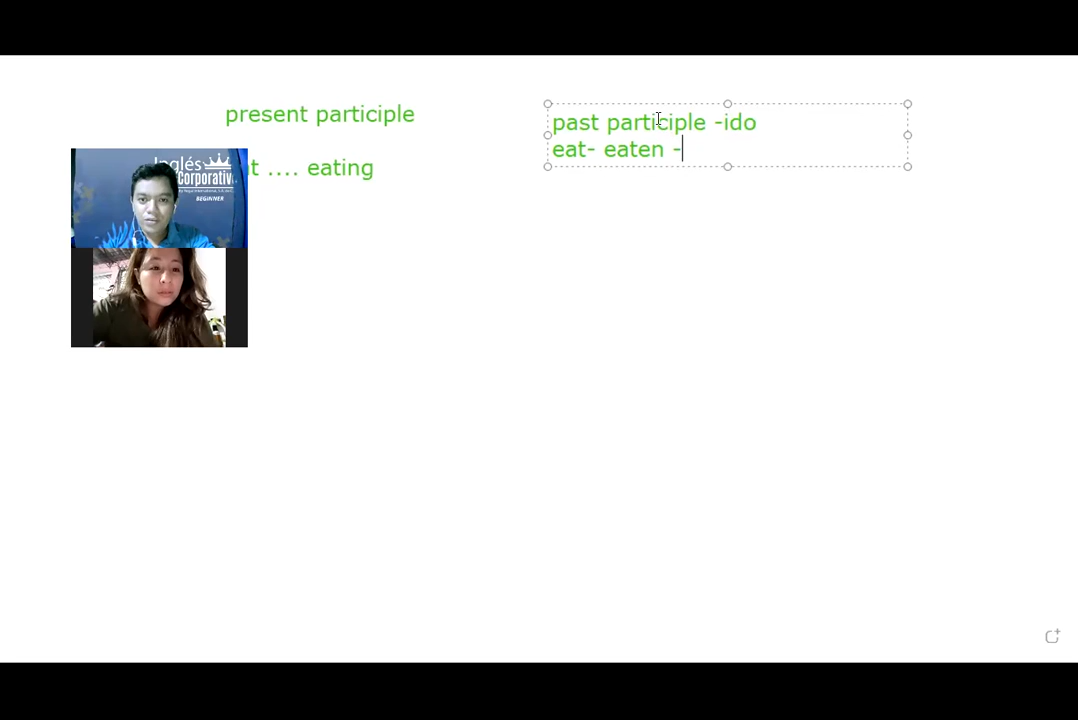 present participle
past participle -ido
eat- eaten -
.... eating
Inglés
Corporativo
BEGINNER